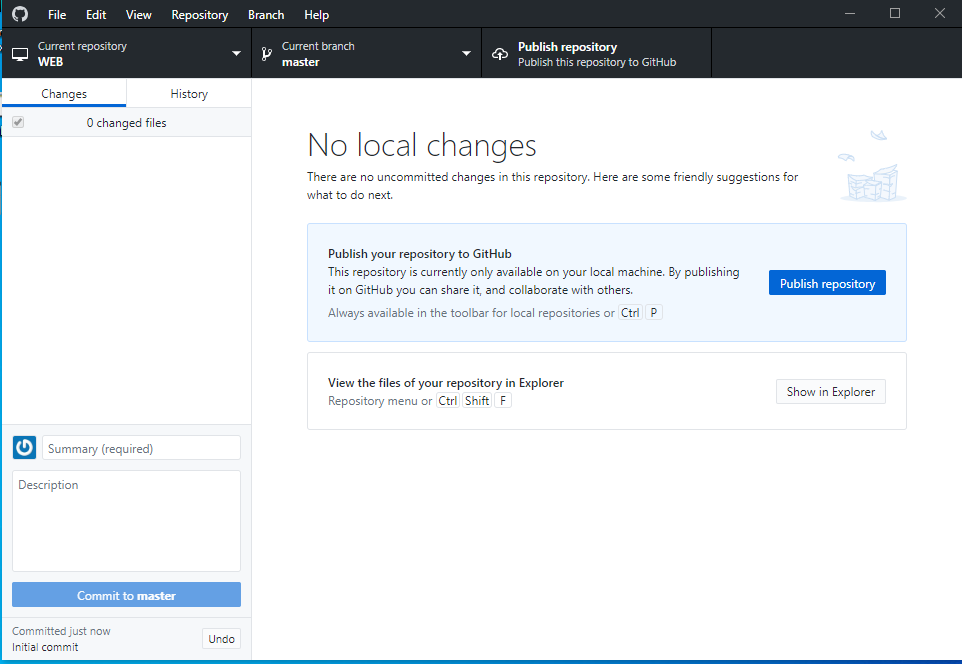 File Edit View Repository Branch Help
Current repository
WEB
Current branch
master
Publish repository
Publish this repository to GitHub
Changes History
0 changed files
No local changes
There are no uncommitted changes in this repository. Here are some friendly suggestions for
what to do next.
Publish your repository to GitHub
This repository is currently only available on your local machine. By publishing
it on GitHub you can share it, and collaborate with others.
Always available in the toolbar for local repositories or Ctrl P
Publish repository
View the files of your repository in Explorer
Repository menu or Ctrl Shift F
Show in Explorer
Summary (required)
Description
Commit to master
Committed just now
Initial commit
Undo